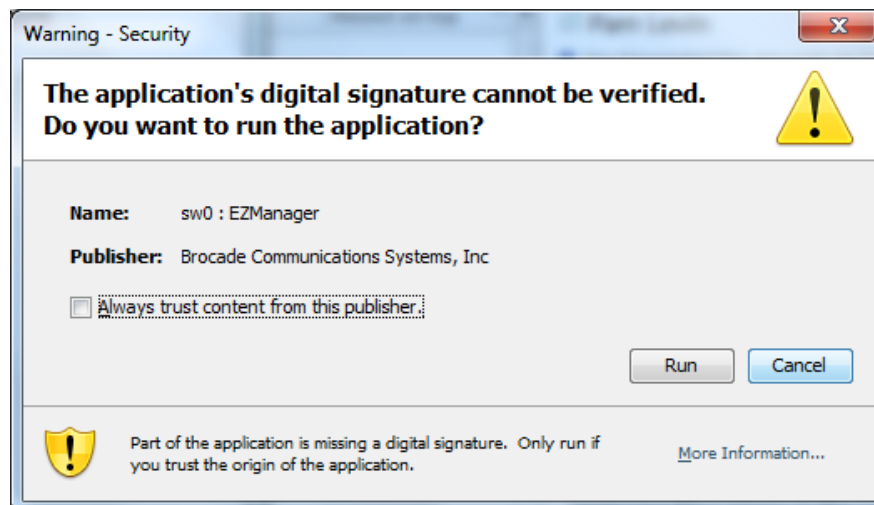 Warning - Security
The application's digital signature cannot be verified.
Do you want to run the application?
Name: sw0 : EZManager
Publisher: Brocade Communications Systems, Inc
Always trust content from this publisher.
Run Cancel
Part of the application is missing a digital signature. Only run if
you trust the origin of the application.
More Information...